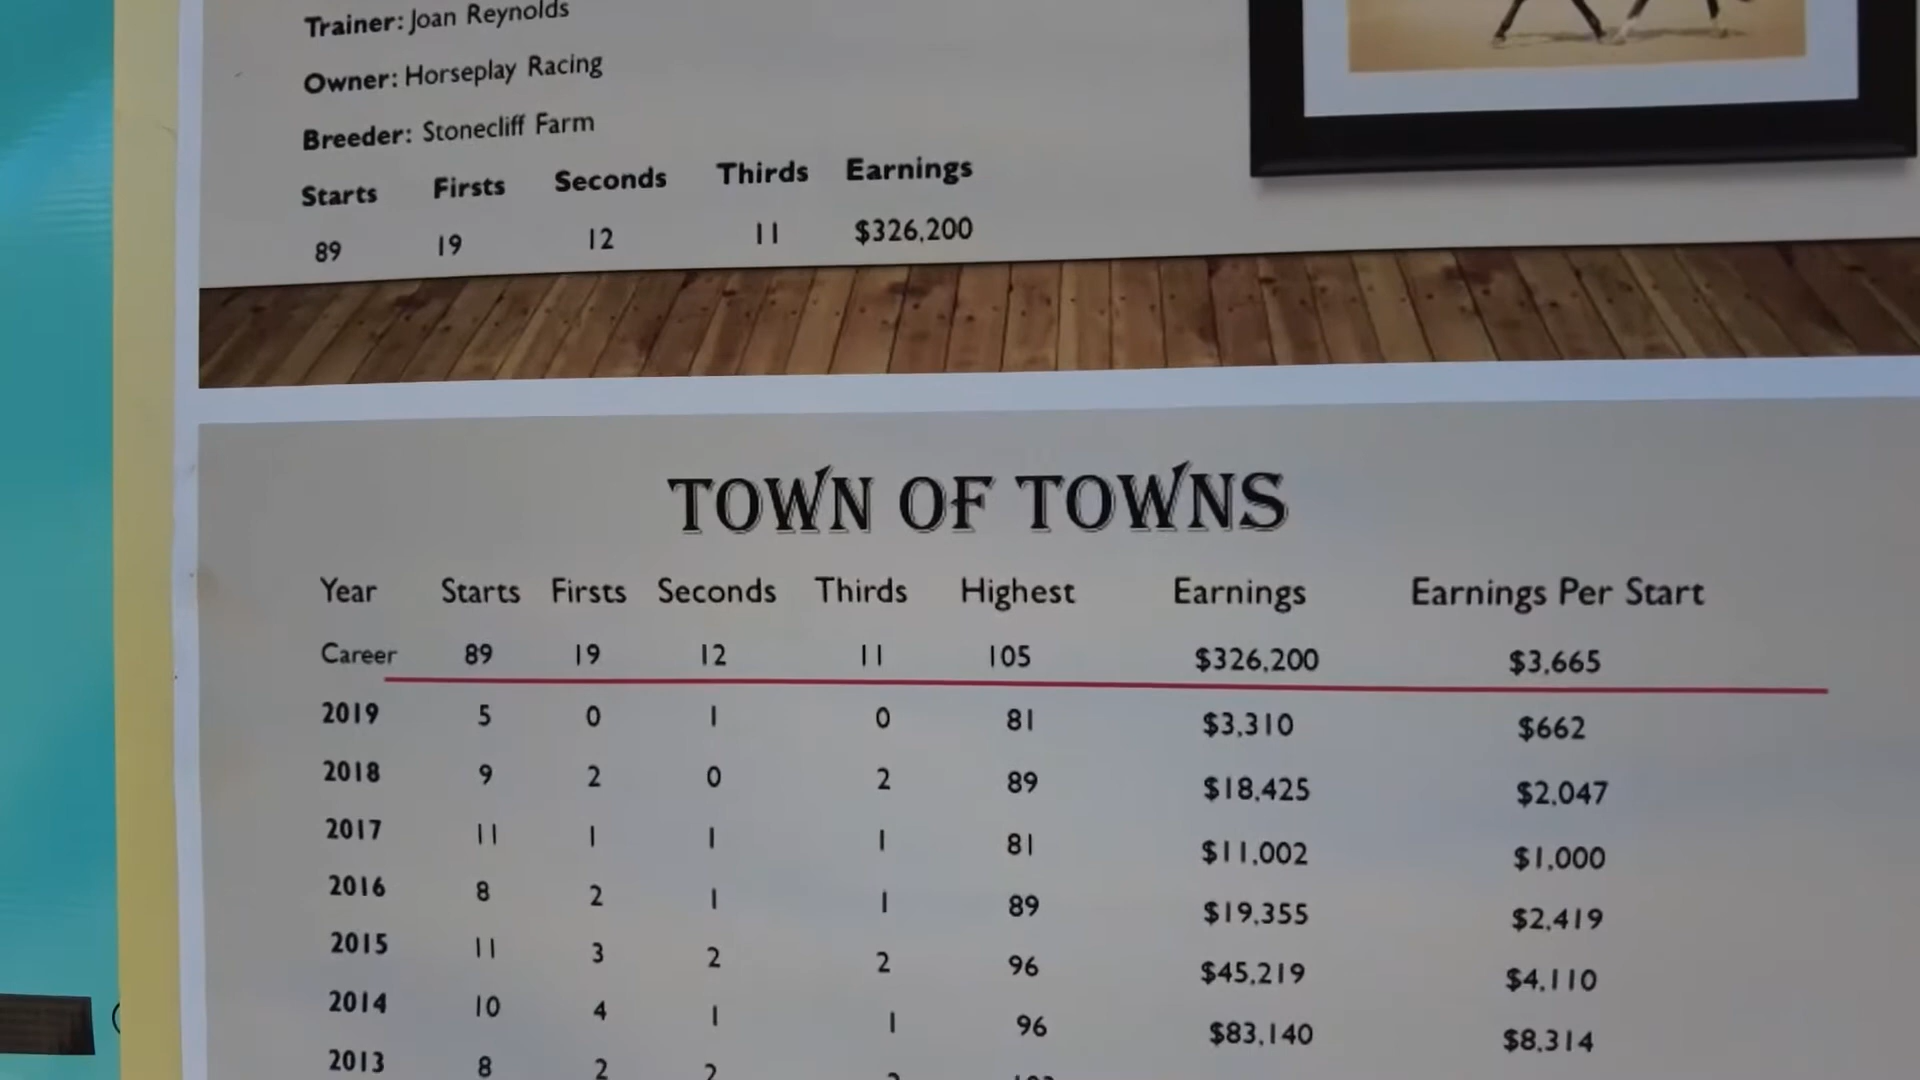 Trainer: Joan Reynolds
Owner: Horseplay Racing
Breeder: Stonecliff Farm
Starts Firsts Seconds Thirds Earnings
89 19 12 11 $326,200
TOWN OF TOWNS
Year Starts Firsts Seconds Thirds Highest Earnings Earnings Per Start
Career 89 19 12 11 105 $326,200 $3,665
2019 5 0 1 0 81 $3,310 $662
2018 9 2 0 2 89 $18,425 $2,047
2017 11 1 1 1 81 $11,002 $1,000
2016 8 2 1 1 89 $19,355 $2,419
2015 11 3 2 2 96 $45,219 $4,110
2014 10 4 1 1 96 $83,140 $8,314
2013 8 2 2